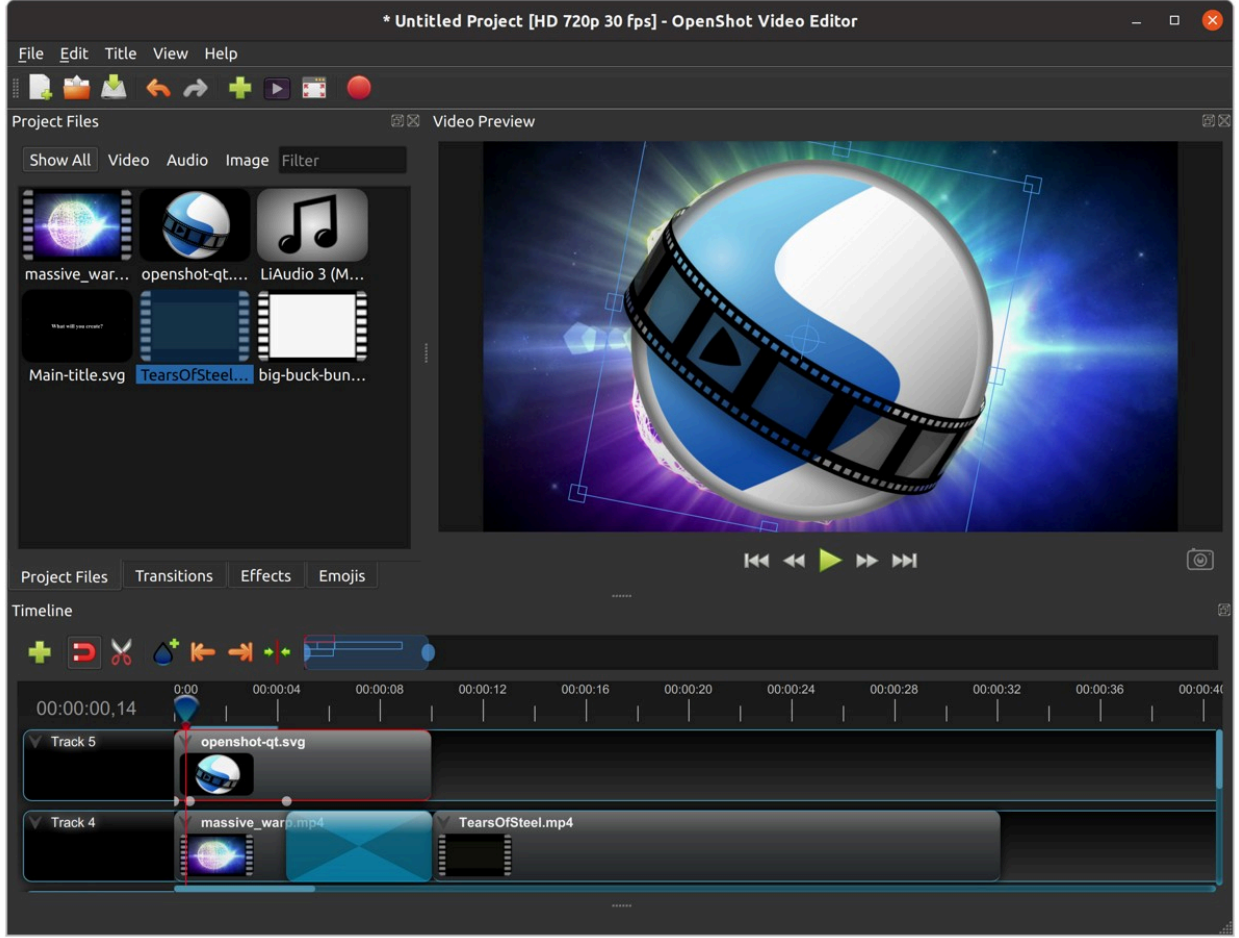 * Untitled Project [HD 720p 30 fps] - OpenShot Video Editor
File Edit Title View Help
Project Files
Video Preview
Show All Video Audio Image Filter
massive_war... openshot-qt.... LiAudio 3 (M...
What will you create?
Main-title.svg TearsOfSteel... big-buck-bun...
Project Files Transitions Effects Emojis
Timeline
0:00 00:00:04 00:00:08 00:00:12 00:00:16 00:00:20 00:00:24 00:00:28 00:00:32 00:00:36 00:00:40
00:00:00,14
Track 5 openshot-qt.svg
Track 4 massive_warp.mp4 TearsOfSteel.mp4